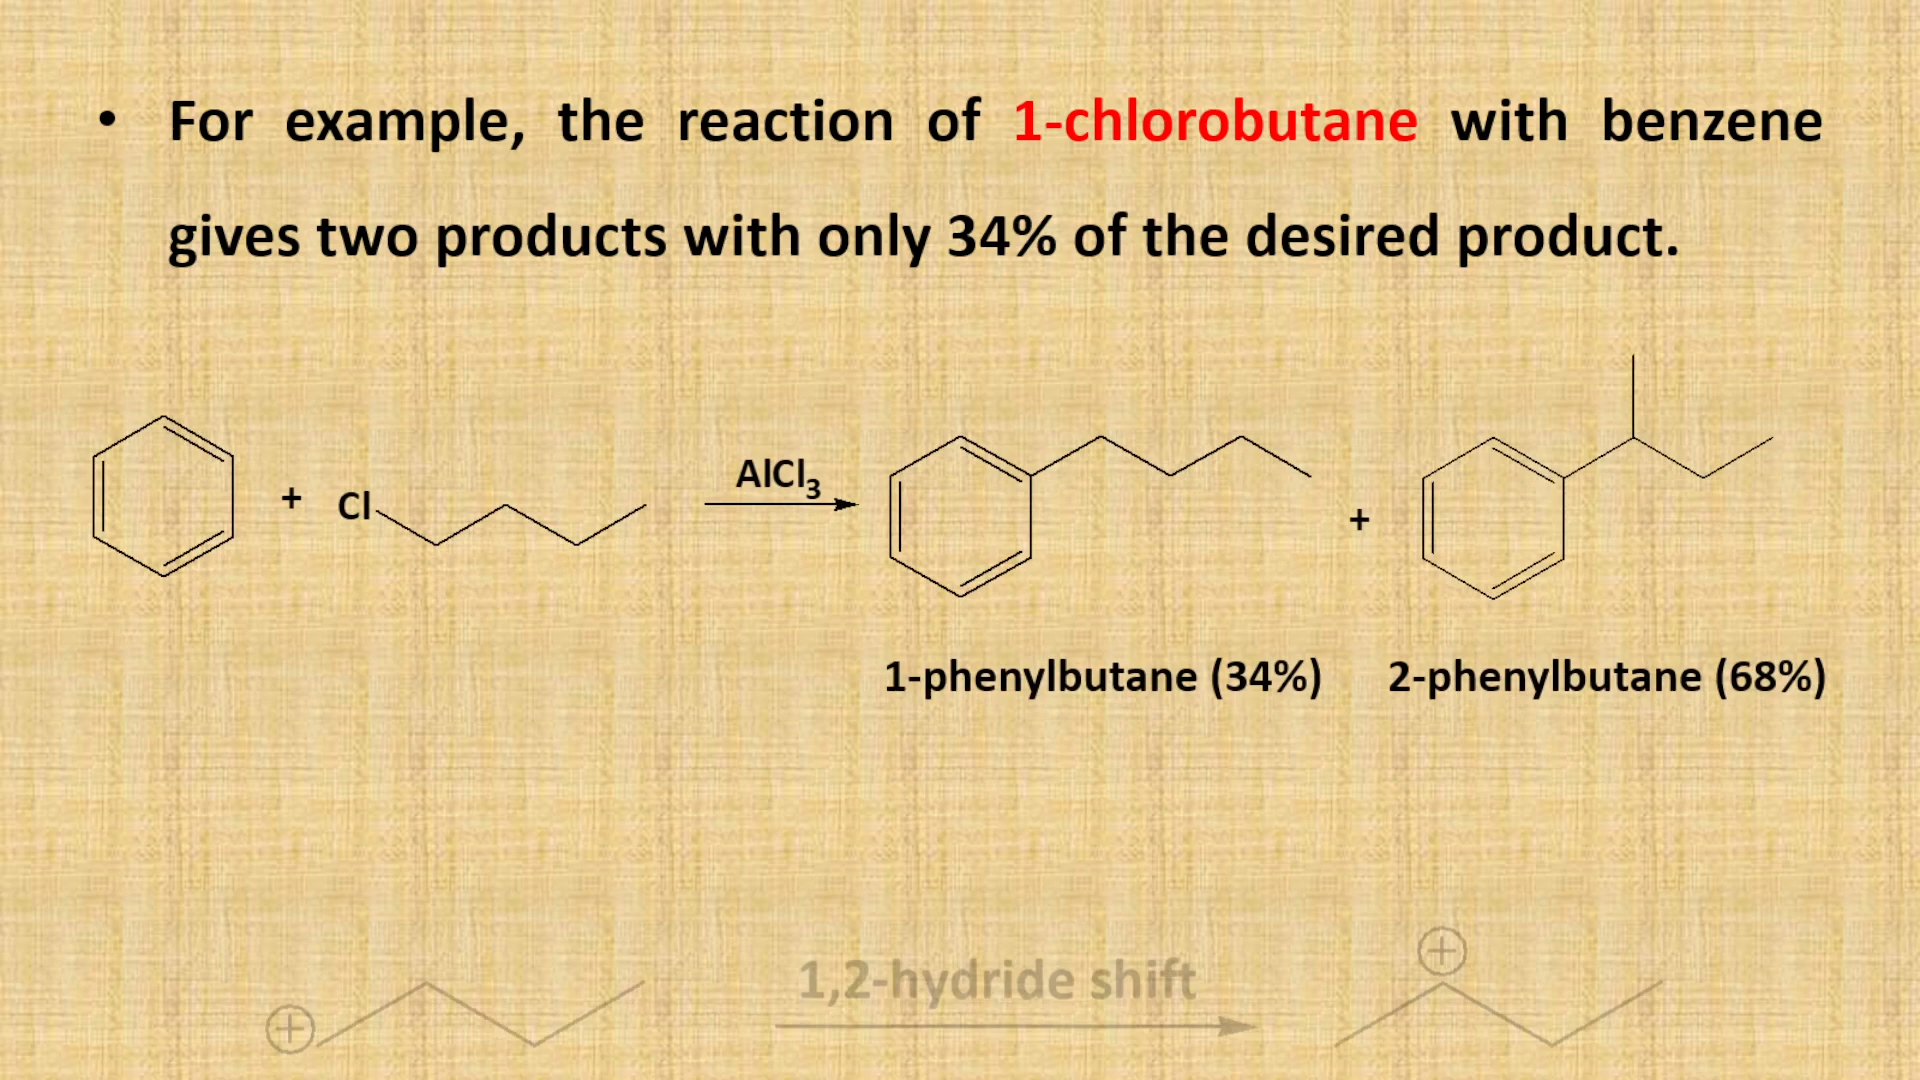 • For example, the reaction of 1-chlorobutane with benzene
gives two products with only 34% of the desired product.
+ Cl AlCl₃ +
1-phenylbutane (34%) 2-phenylbutane (68%)
1,2-hydride shift
⊕ ⊕